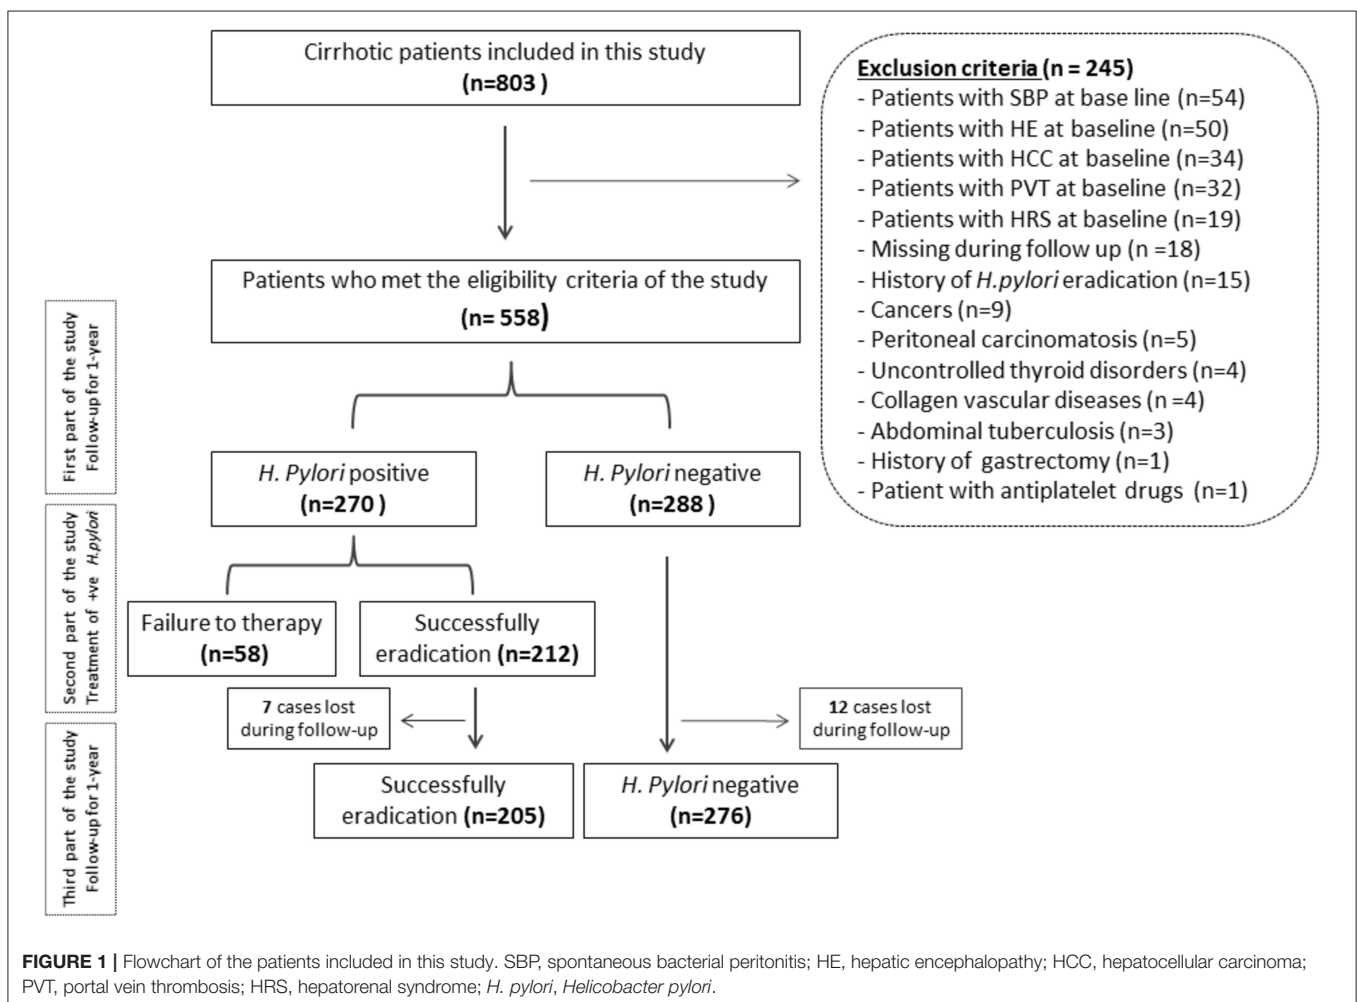 Cirrhotic patients included in this study
(n=803 )
Exclusion criteria (n = 245)
- Patients with SBP at base line (n=54)
- Patients with HE at baseline (n=50)
- Patients with HCC at baseline (n=34)
- Patients with PVT at baseline (n=32)
- Patients with HRS at baseline (n=19)
- Missing during follow up (n =18)
- History of H.pylori eradication (n=15)
- Cancers (n=9)
- Peritoneal carcinomatosis (n=5)
- Uncontrolled thyroid disorders (n=4)
- Collagen vascular diseases (n =4)
- Abdominal tuberculosis (n=3)
- History of gastrectomy (n=1)
- Patient with antiplatelet drugs (n=1)
Patients who met the eligibility criteria of the study
(n= 558)
First part of the study
Follow-up for 1-year
H. Pylori positive
(n=270 )
H. Pylori negative
(n=288 )
Second part of the study
Treatment of +ve H.pylori
Failure to therapy
(n=58)
Successfully
eradication (n=212)
7 cases lost
during follow-up
12 cases lost
during follow-up
Third part of the study
Follow-up for 1-year
Successfully
eradication (n=205)
H. Pylori negative
(n=276)
FIGURE 1 | Flowchart of the patients included in this study. SBP, spontaneous bacterial peritonitis; HE, hepatic encephalopathy; HCC, hepatocellular carcinoma;
PVT, portal vein thrombosis; HRS, hepatorenal syndrome; H. pylori, Helicobacter pylori.